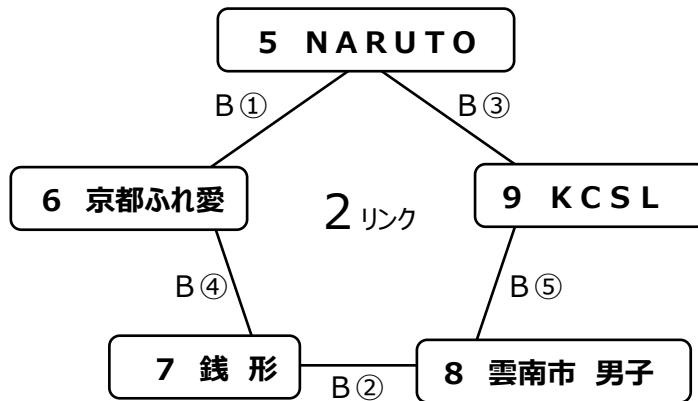 5 ＮＡＲＵＴＯ
Ｂ① Ｂ③
6 京都ふれ愛
9 ＫＣＳＬ
2 リンク
Ｂ④ Ｂ⑤
7 銭 形
Ｂ②
8 雲南市 男子